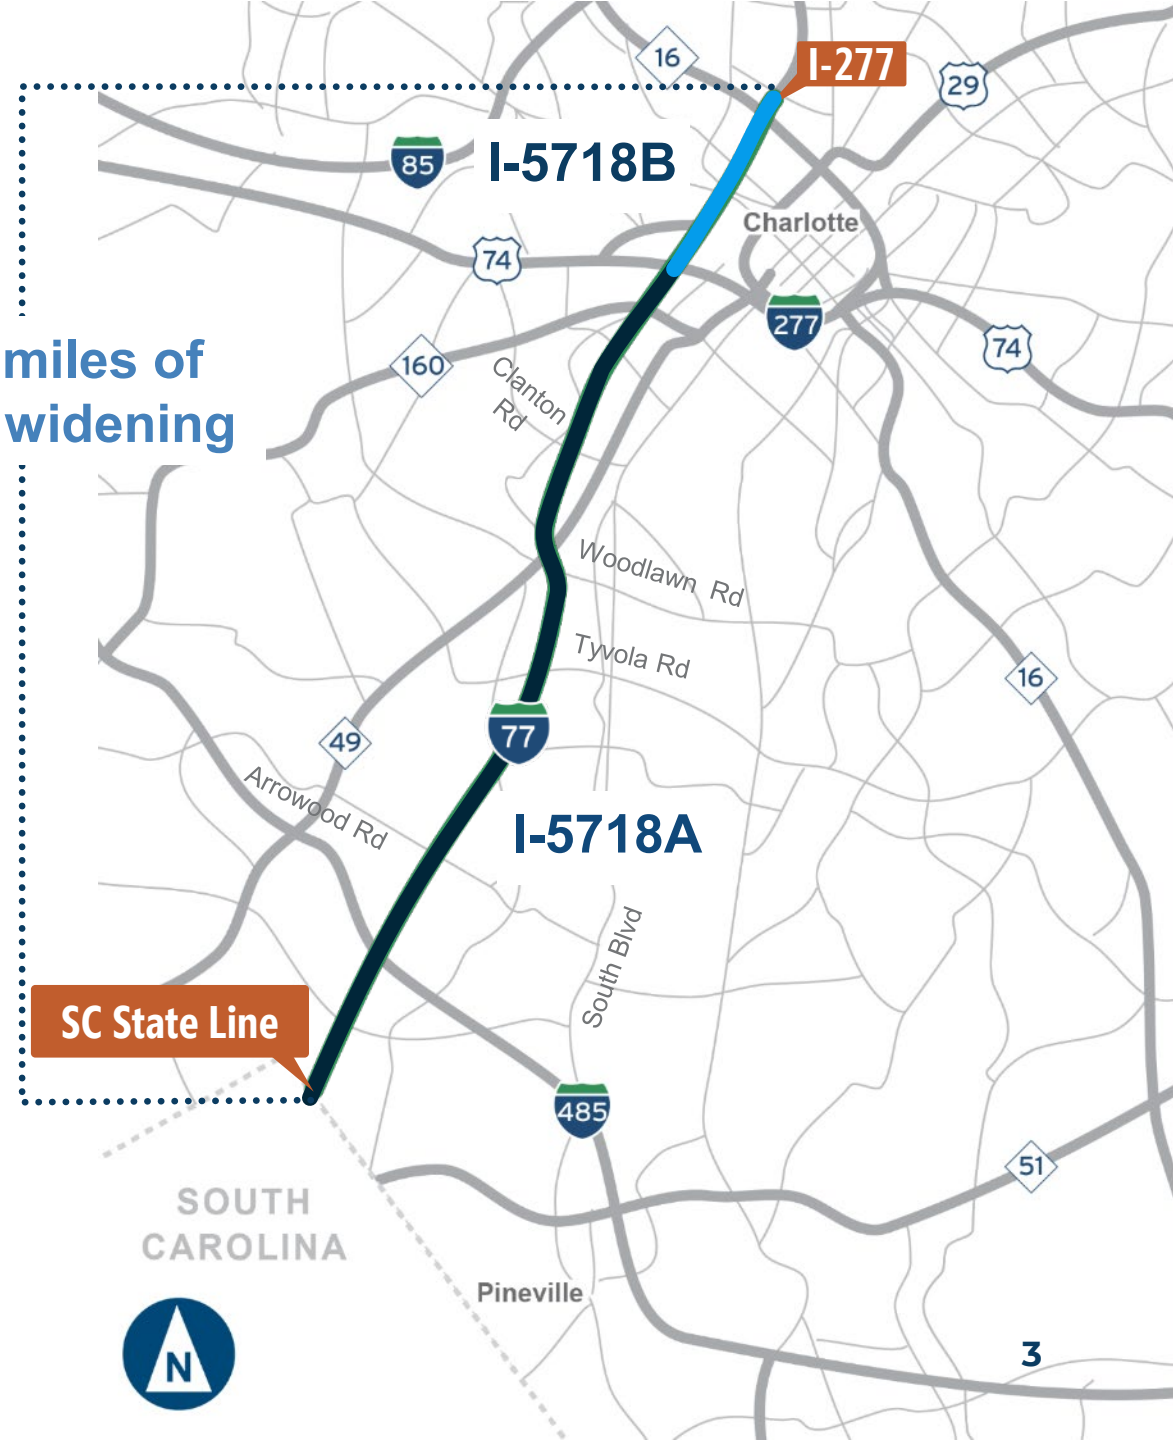 I-277
16
29
85
I-5718B
Charlotte
74
277
miles of
widening
160
74
Clanton
Rd
Woodlawn Rd
Tyvola Rd
16
77
49
Arrowood Rd
I-5718A
South Blvd
SC State Line
485
51
SOUTH
CAROLINA
Pineville
N
3